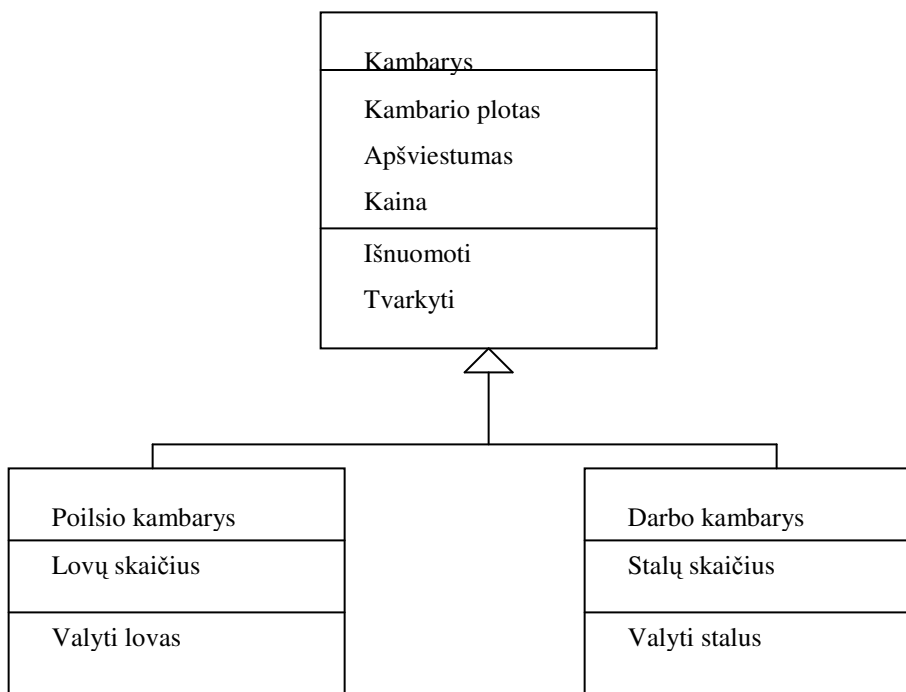 Kambarys
Kambario plotas
Apšviestumas
Kaina
Išnuomoti
Tvarkyti
Poilsio kambarys
Lovų skaičius
Valyti lovas
Darbo kambarys
Stalų skaičius
Valyti stalus